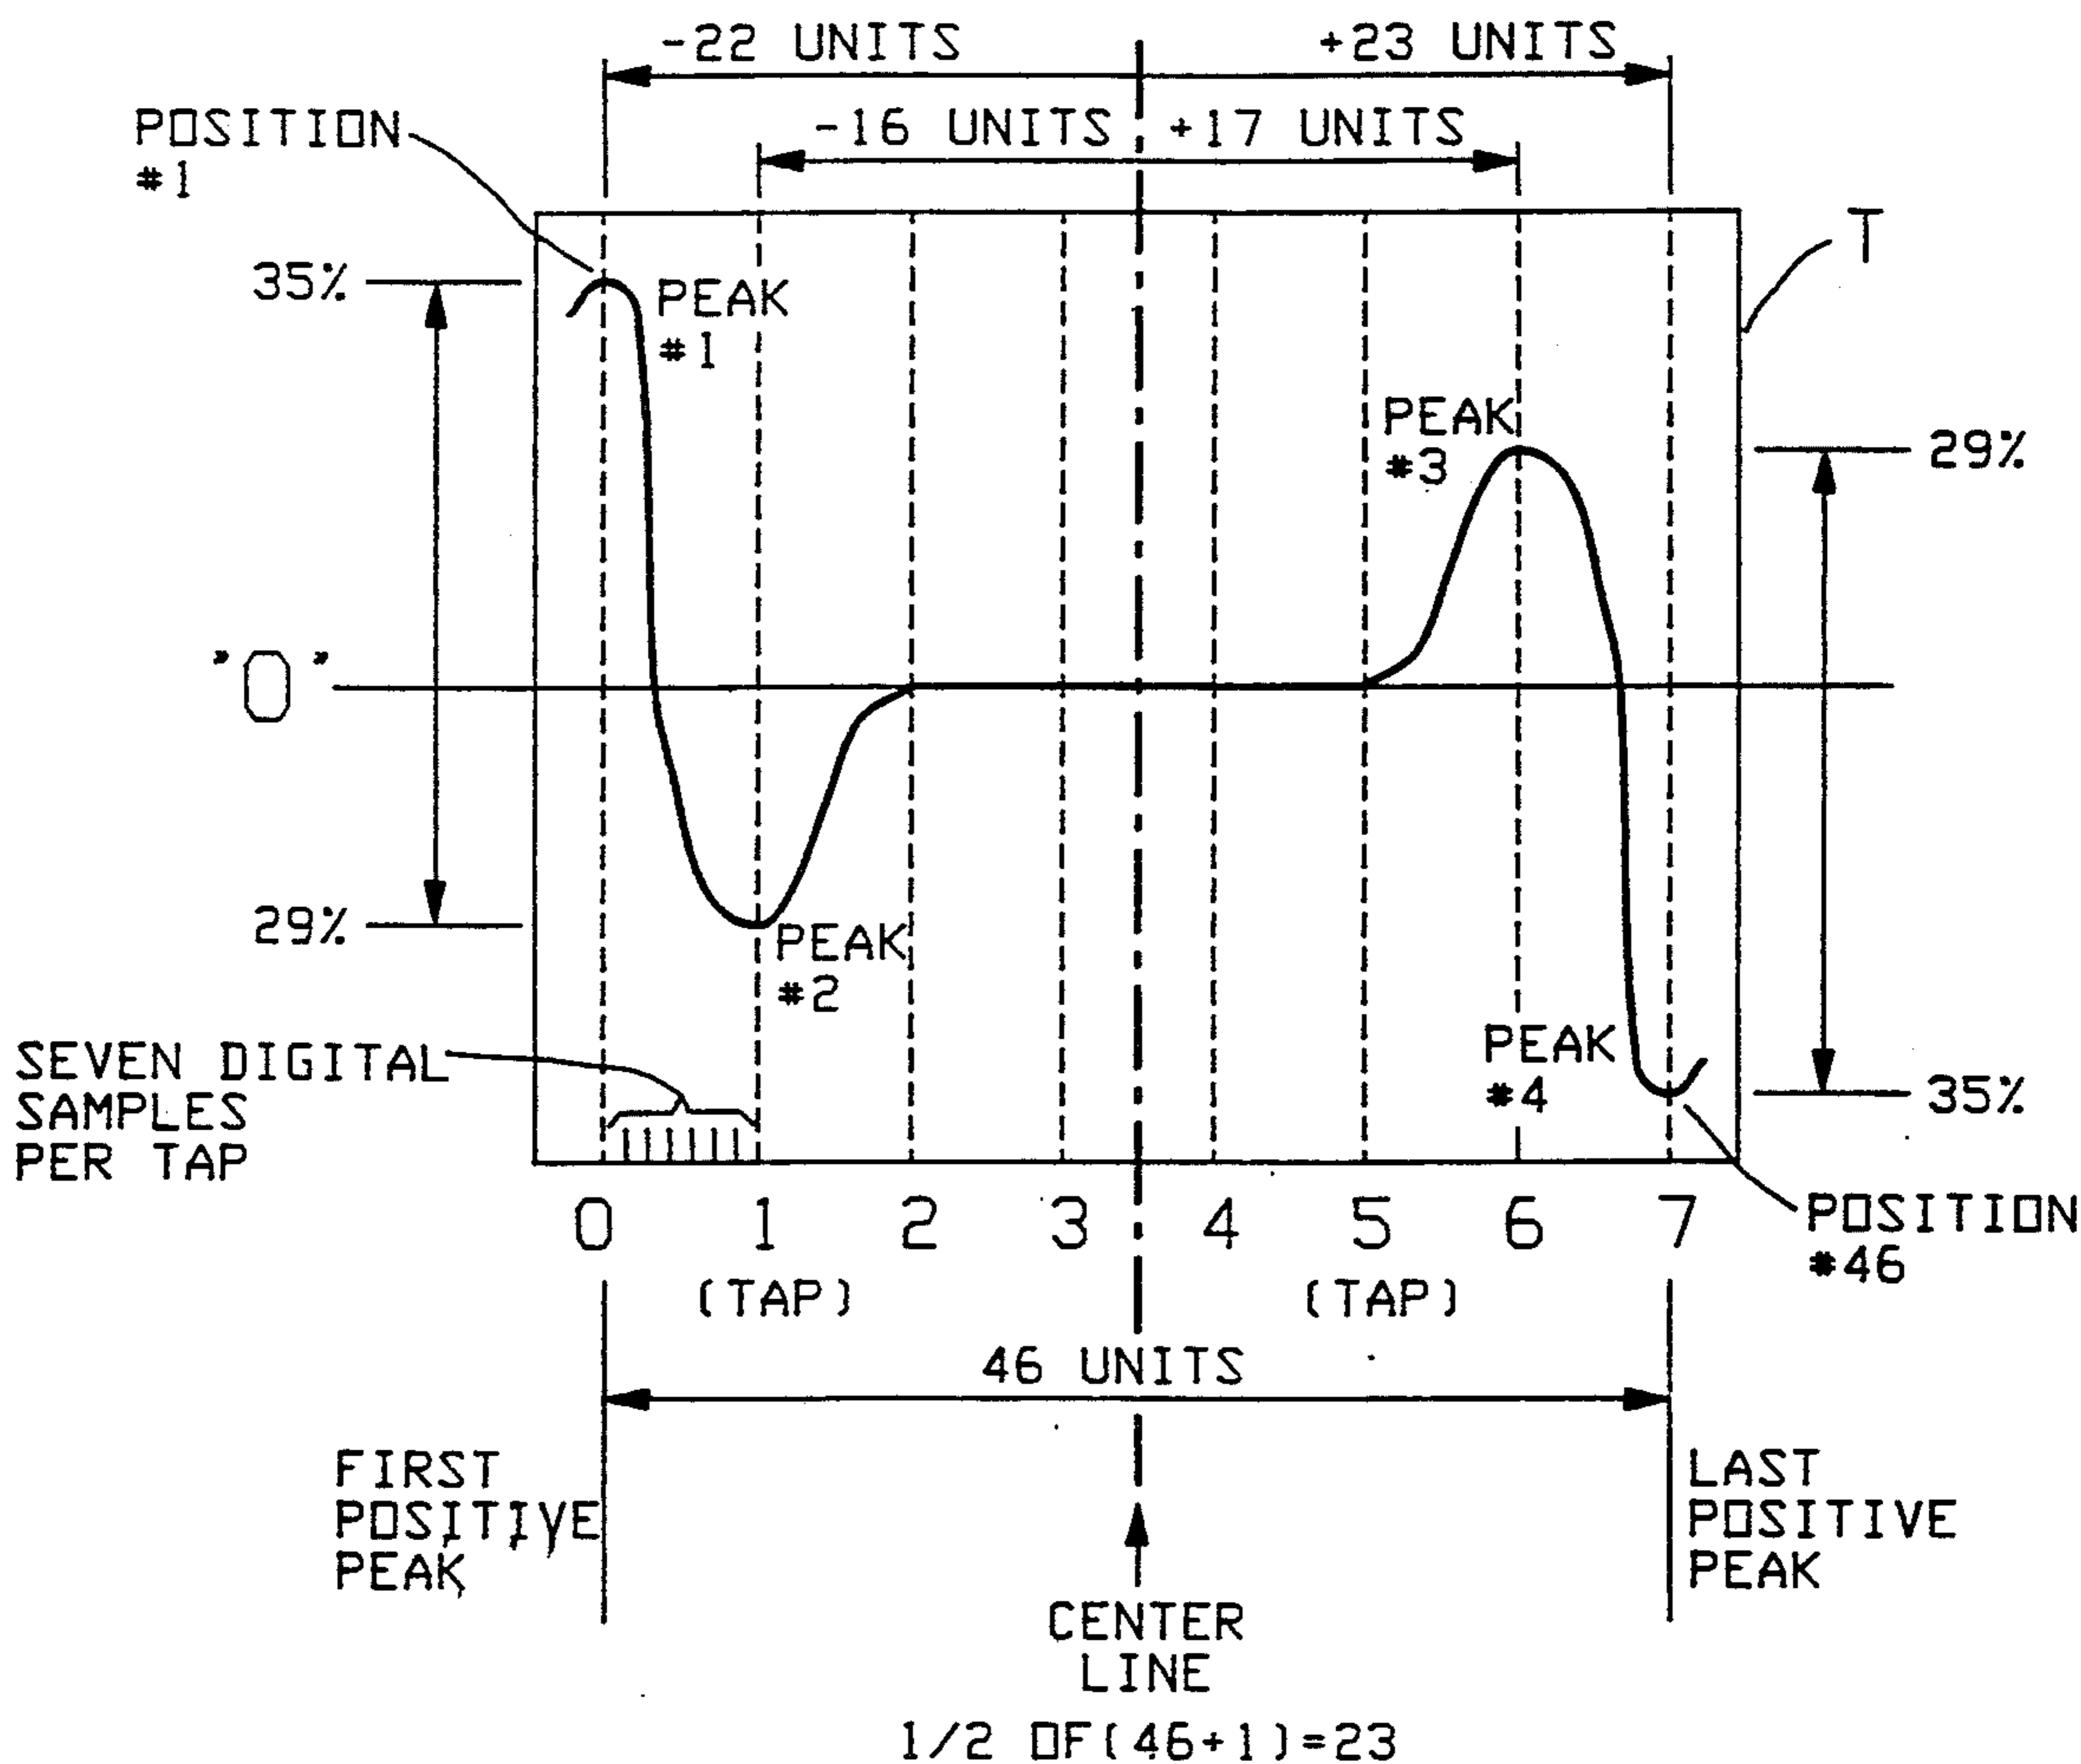 -22 UNITS
+23 UNITS
-16 UNITS
+17 UNITS
POSITION
#1
T
35%
PEAK
#1
PEAK
#3
29%
"0"
29%
PEAK
#2
SEVEN DIGITAL
SAMPLES
PER TAP
PEAK
#4
35%
0 1 2 3 4 5 6 7
POSITION
#46
(TAP)
(TAP)
46 UNITS
FIRST
POSITIVE
PEAK
LAST
POSITIVE
PEAK
CENTER
LINE
1/2 OF(46+1)=23